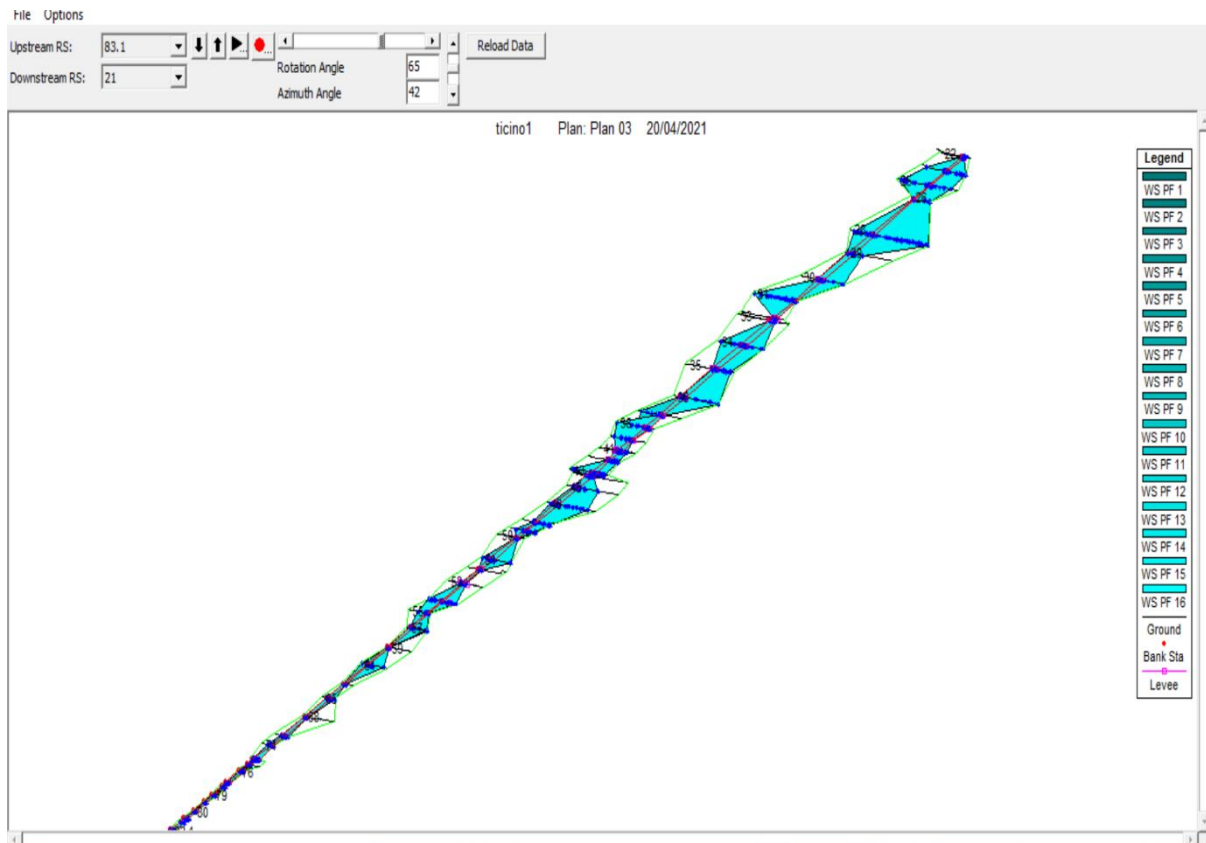 File Options
Upstream RS: 83.1
Downstream RS: 21
Rotation Angle 65
Azimuth Angle 42
Reload Data
ticino1 Plan: Plan 03 20/04/2021
Legend
WS PF 1
WS PF 2
WS PF 3
WS PF 4
WS PF 5
WS PF 6
WS PF 7
WS PF 8
WS PF 9
WS PF 10
WS PF 11
WS PF 12
WS PF 13
WS PF 14
WS PF 15
WS PF 16
Ground
Bank Sta
Levee
22
35